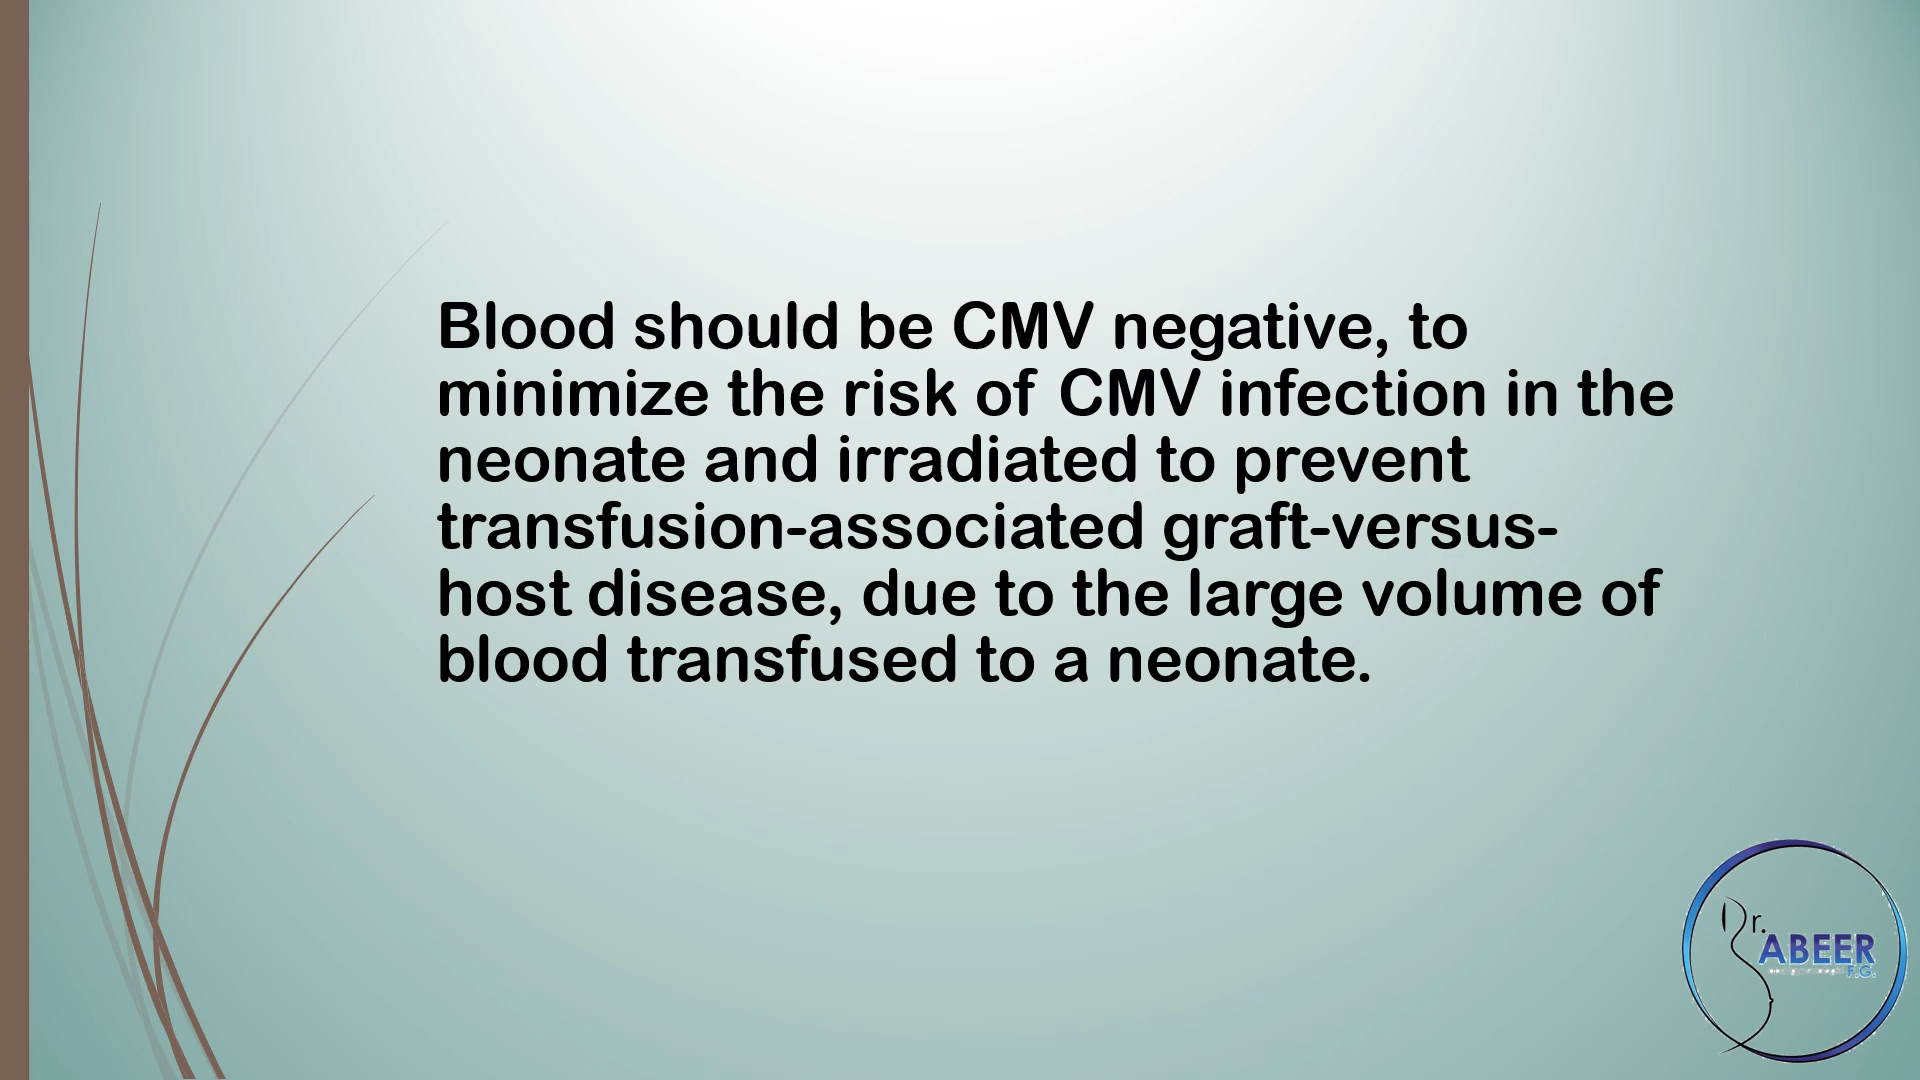 Blood should be CMV negative, to
minimize the risk of CMV infection in the
neonate and irradiated to prevent
transfusion-associated graft-versus-
host disease, due to the large volume of
blood transfused to a neonate.
Dr.
ABEER
F.G.